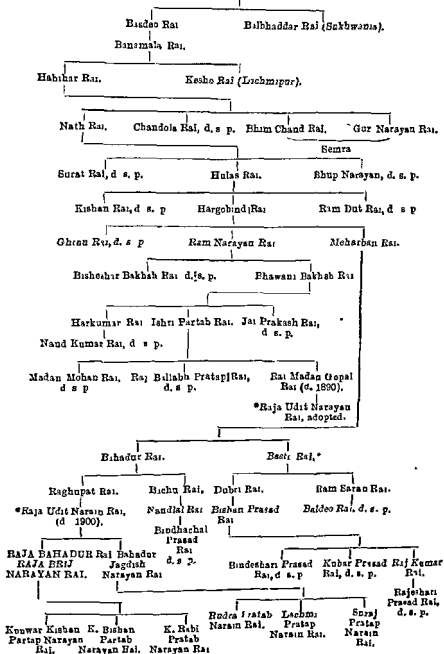 Basdeo Rai Balbhaddar Rai (Sakhwania).
Banamala Rai.
Harihar Rai. Kesho Rai (Lachmipur).
Nath Rai. Chandola Rai, d. s. p. Bhim Chand Rai. Gur Narayan Rai.
Semra
Surat Rai, d s. p. Hulas Rai. Bhup Narayan, d. s. p.
Kishan Rai, d s. p. Hargobind Rai Ram Dut Rai, d s p
Ghinu Rai, d. s p Ram Narayan Rai Meharban Rai.
Bisheshar Bakhsh Rai d. s. p. Bhawani Bakhsh Rai
Harkumar Rai Ishri Partab Rai. Jai Prakash Rai,
d s. p.
Naud Kumar Rai, d s p.
Madan Mohan Rai. Raj Ballabh Pratap Rai, Rai Madan Gopal
d s p d. s. p. Rai (d. 1890).
*Raja Udit Narayan
Rai, adopted.
Bahadur Rai. Basti Rai.*
Raghupat Rai. Bichu Rai. Dubri Rai. Ram Saran Rai.
*Raja Udit Narain Rai, Nandlal Rai Bishan Prasad Baldeo Rai, d. s. p.
(d 1900). Bindhachal Rai
Prasad
Rai
d. s. p.
RAJA BAHADUR Rai Bahadur Bindeshari Prasad Kubar Prasad Raj Kumar
RAJA BRIJ Jagdish Rai, d s p Rai, d. s. p. Rai.
NARAYAN RAI. Narayan Rai Rajeshari
Prasad Rai,
d. s. p.
Kunwar Kishan K. Bishan K. Rabi Rudra Pratab Lachmi Suraj
Partap Narayan Partab Pratab Narain Rai. Pratap Pratap
Rai. Narayan Rai. Narayan Rai Narain Rai. Narain
Rai.